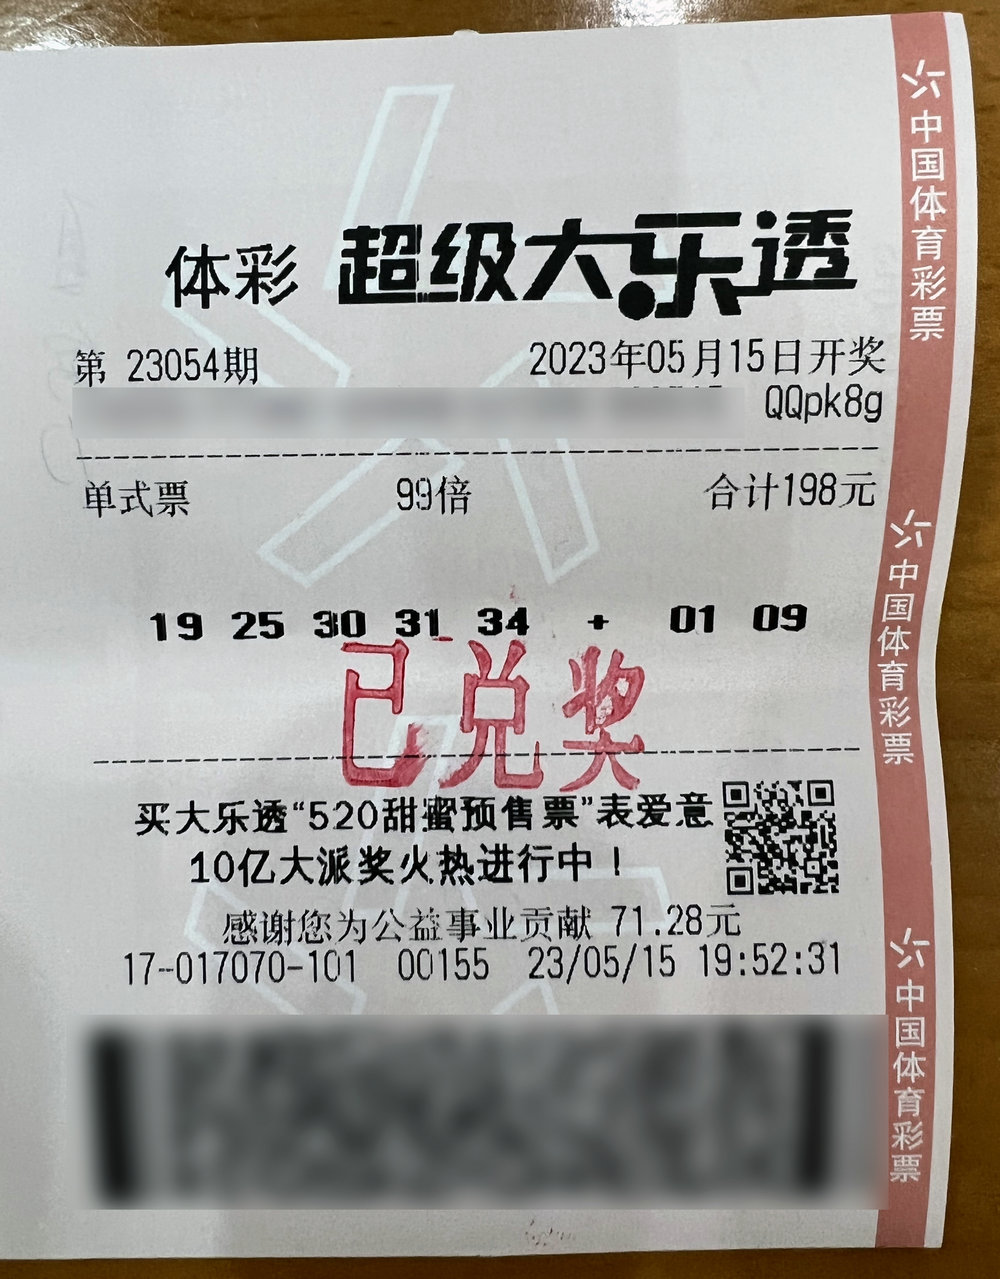 体彩 超级大乐透
第 23054期 2023年05月15日开奖
QQpk8g
单式票 99倍 合计198元
19 25 30 31 34 + 01 09
已兑奖
买大乐透“520甜蜜预售票”表爱意
10亿大派奖火热进行中！
感谢您为公益事业贡献 71.28元
17-017070-101 00155 23/05/15 19:52:31
中国体育彩票
中国体育彩票
中国体育彩票